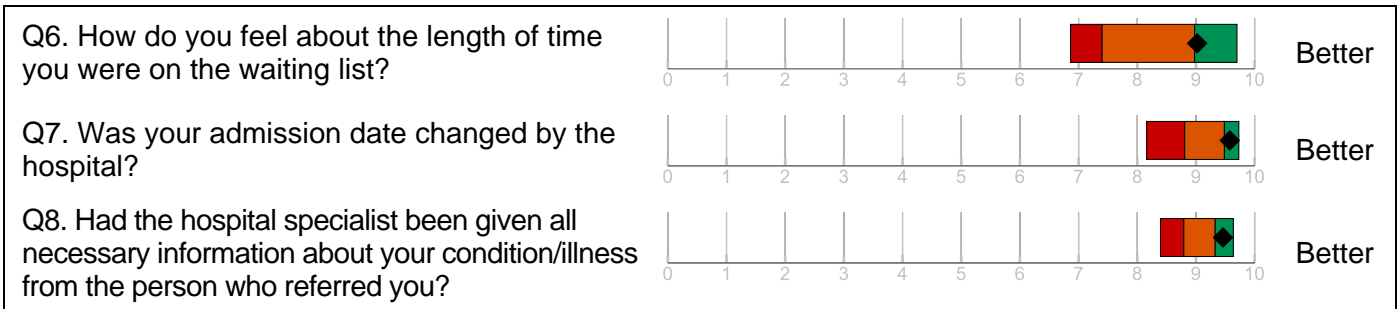 Q6. How do you feel about the length of time
you were on the waiting list?
0 1 2 3 4 5 6 7 8 9 10
Better
Q7. Was your admission date changed by the
hospital?
0 1 2 3 4 5 6 7 8 9 10
Better
Q8. Had the hospital specialist been given all
necessary information about your condition/illness
from the person who referred you?
0 1 2 3 4 5 6 7 8 9 10
Better